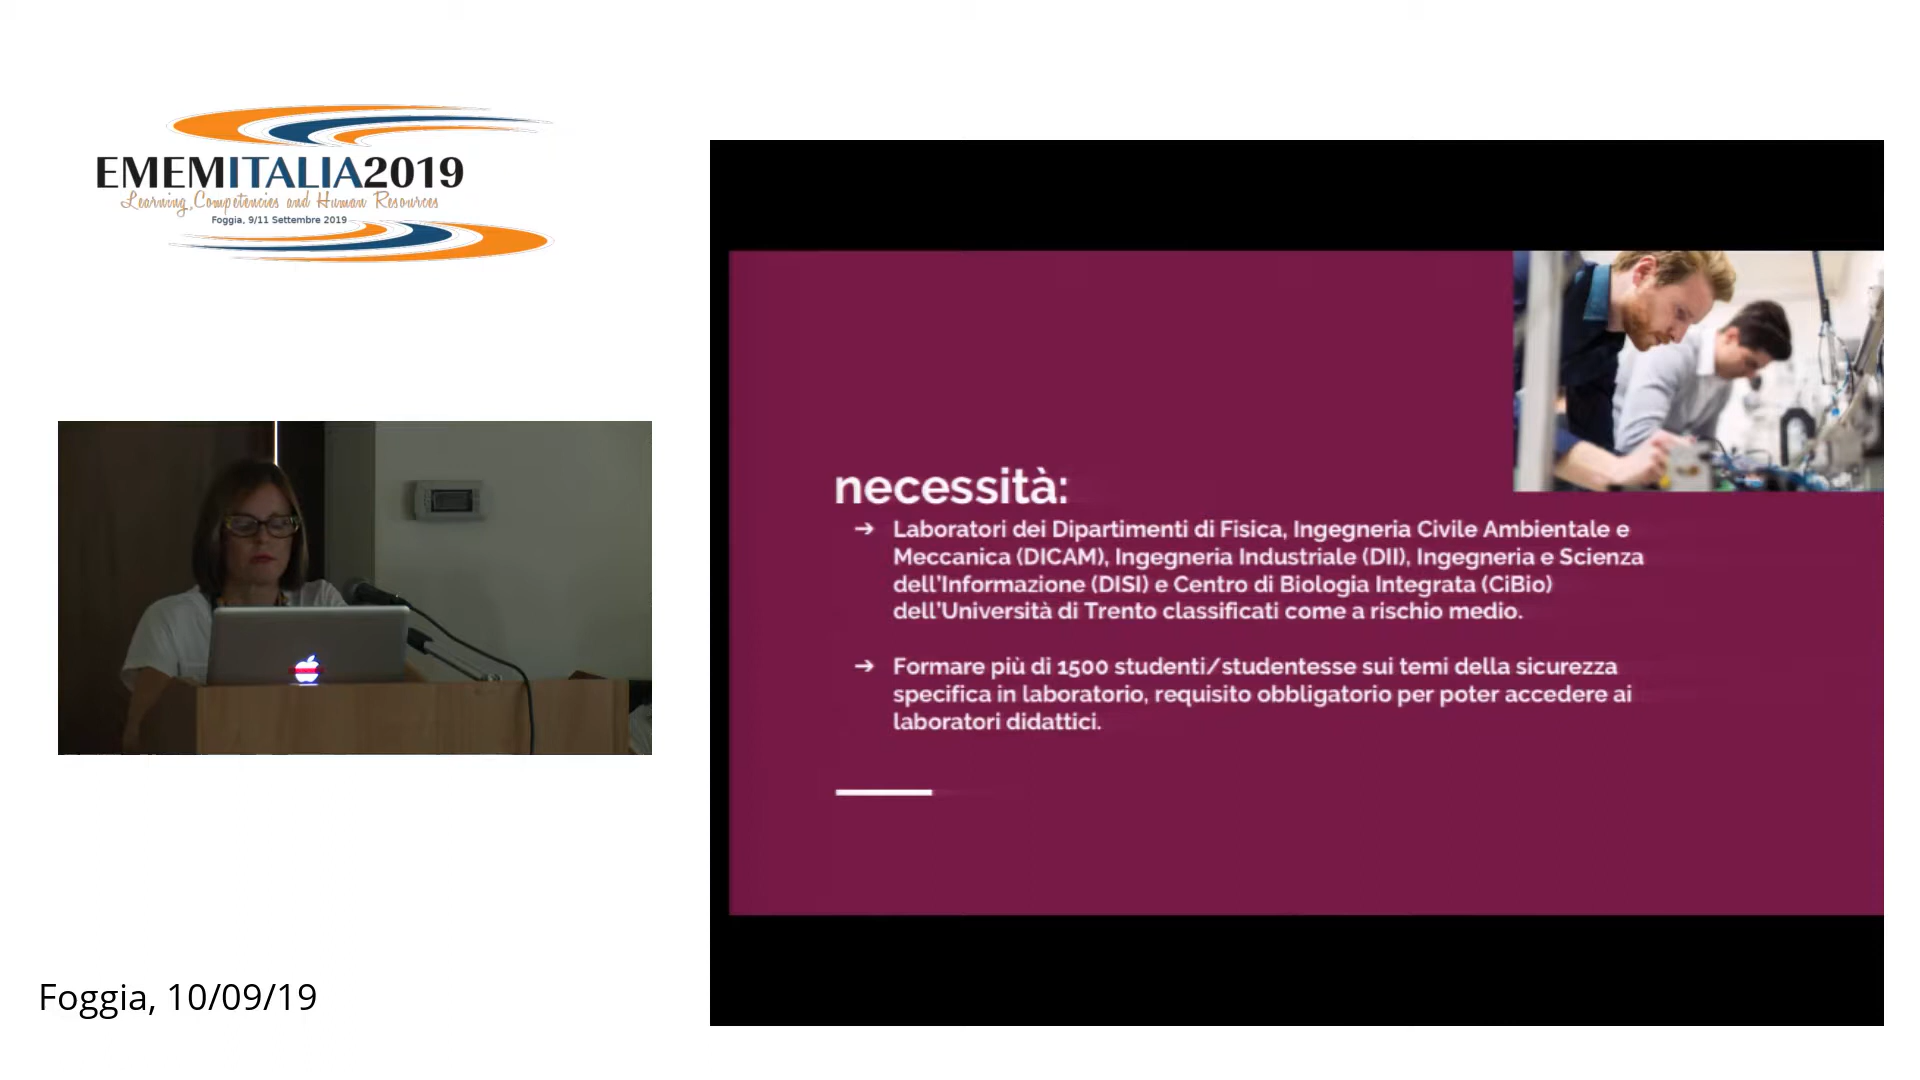 EMEMITALIA2019
Learning, Competencies and Human Resources
Foggia, 9/11 Settembre 2019
necessità:
➔ Laboratori dei Dipartimenti di Fisica, Ingegneria Civile Ambientale e
Meccanica (DICAM), Ingegneria Industriale (DII), Ingegneria e Scienza
dell'Informazione (DISI) e Centro di Biologia Integrata (CiBio)
dell'Università di Trento classificati come a rischio medio.
➔ Formare più di 1500 studenti/studentesse sui temi della sicurezza
specifica in laboratorio, requisito obbligatorio per poter accedere ai
laboratori didattici.
Foggia, 10/09/19